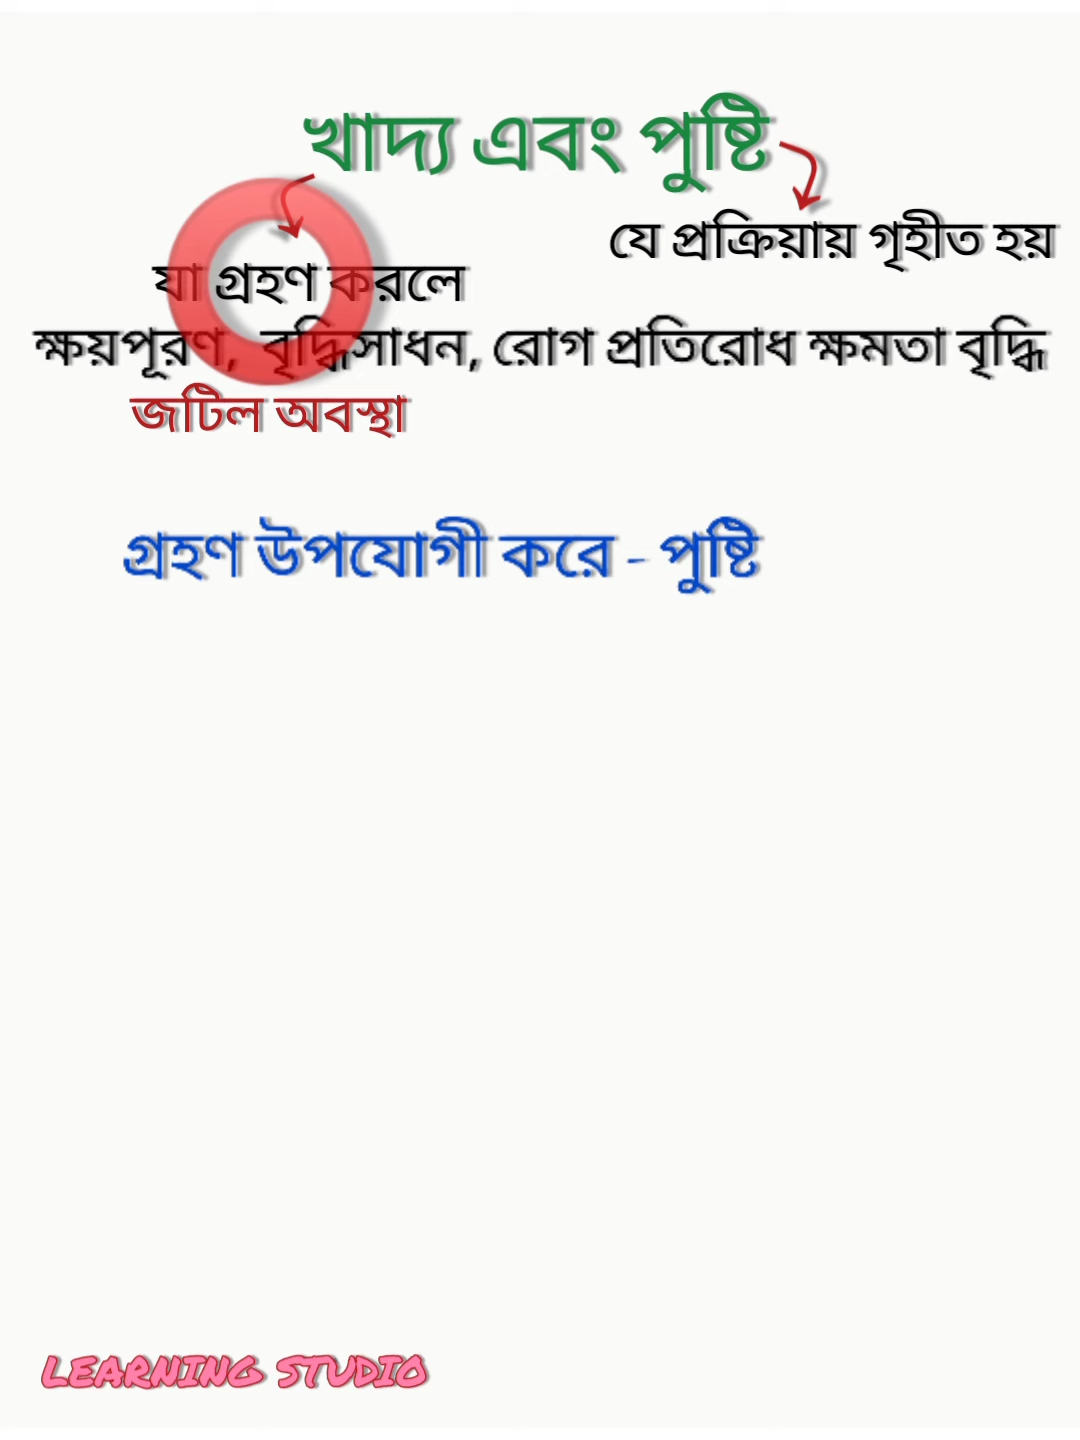 খাদ্য এবং পুষ্টি
যে প্রক্রিয়ায় গৃহীত হয়
যা গ্রহণ করলে
ক্ষয়পূরণ, বৃদ্ধিসাধন, রোগ প্রতিরোধ ক্ষমতা বৃদ্ধি
জটিল অবস্থা
গ্রহণ উপযোগী করে - পুষ্টি
LEARNING STUDIO